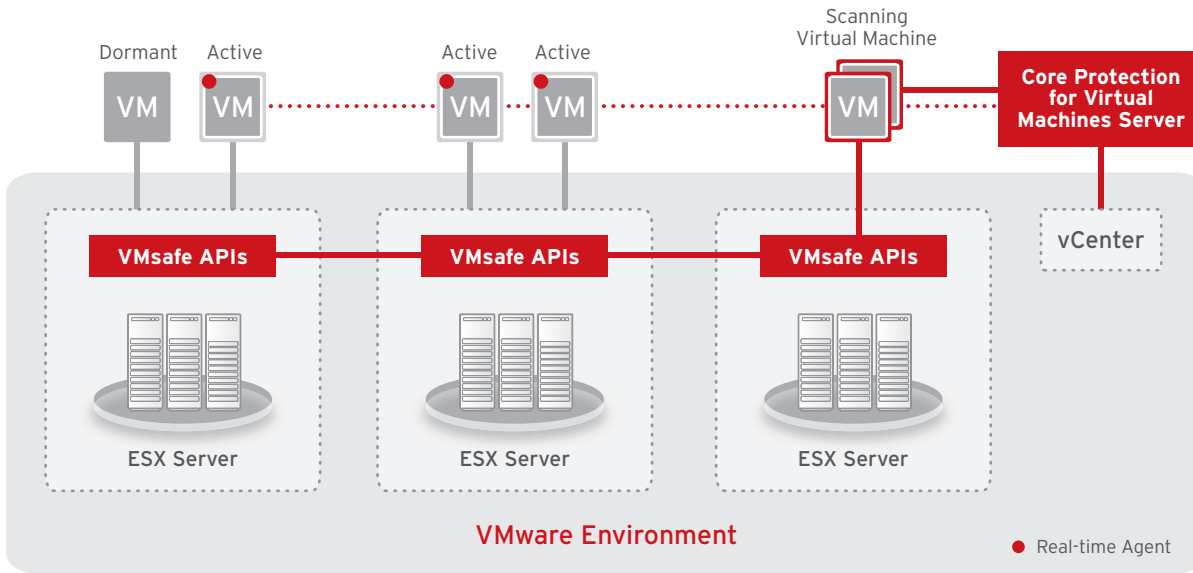 Dormant
Active
Active
Active
Scanning
Virtual Machine
VM
VM
VM
VM
VM
Core Protection
for Virtual
Machines Server
VMsafe APIs
VMsafe APIs
VMsafe APIs
vCenter
ESX Server
ESX Server
ESX Server
VMware Environment
Real-time Agent